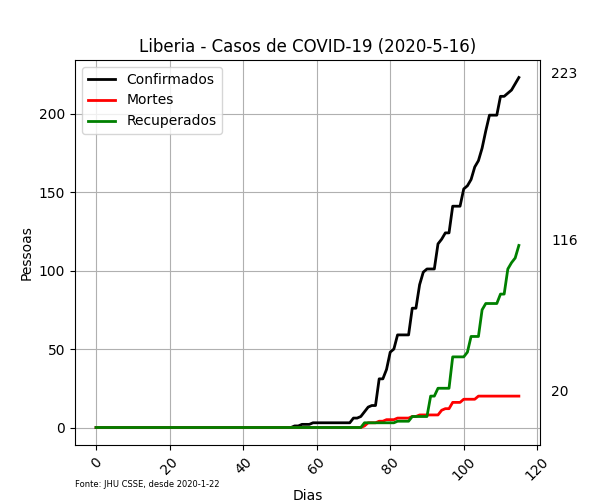 Liberia - Casos de COVID-19 (2020-5-16)
Confirmados
Mortes
Recuperados
223
116
20
Pessoas
200
150
100
50
0
0
20
40
60
80
100
120
Fonte: JHU CSSE, desde 2020-1-22
Dias